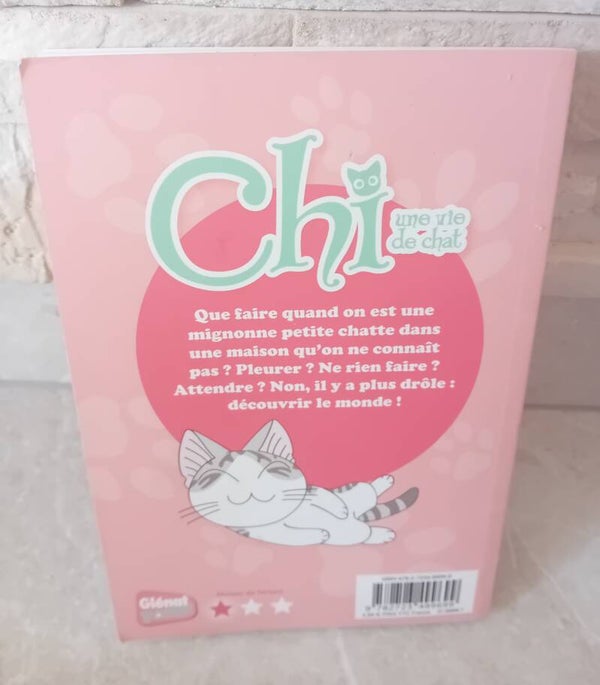 Chi
une vie
de chat
Que faire quand on est une
mignonne petite chatte dans
une maison qu'on ne connaît
pas ? Pleurer ? Ne rien faire ?
Attendre ? Non, il y a plus drôle :
découvrir le monde !
Glénat